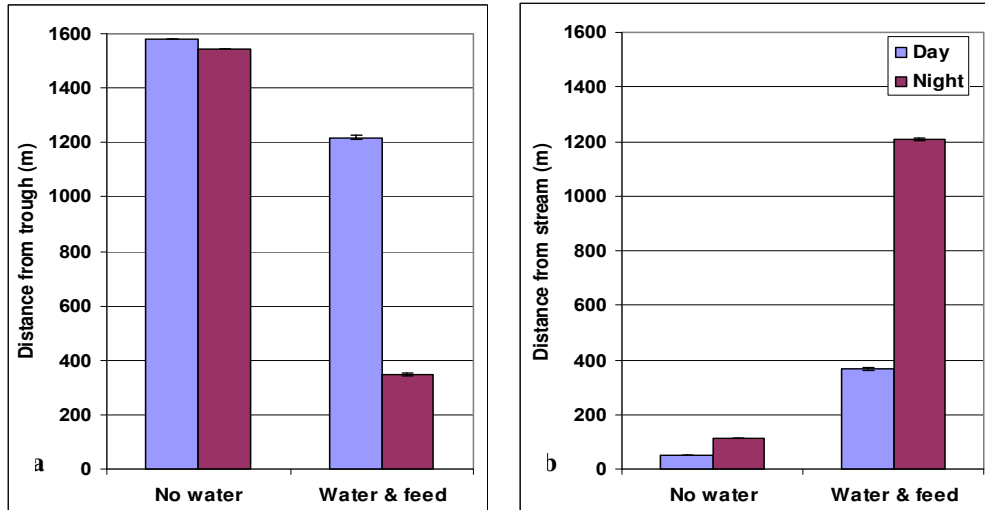 Distance from trough (m)
1600
1400
1200
1000
800
600
400
200
0
a
No water
Water & feed
Distance from stream (m)
1600
1400
1200
1000
800
600
400
200
0
b
No water
Water & feed
Day
Night